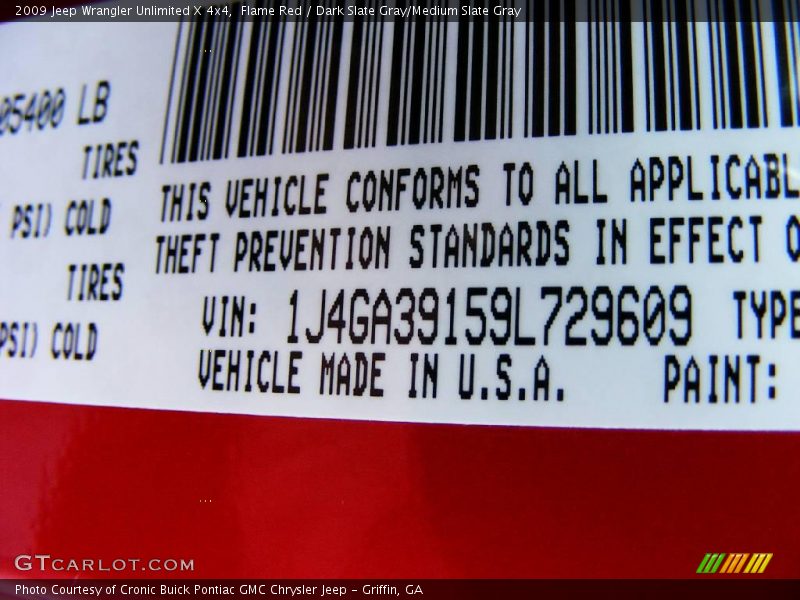 2009 Jeep Wrangler Unlimited X 4x4, Flame Red / Dark Slate Gray/Medium Slate Gray
05400 LB
TIRES
PSI) COLD
TIRES
PSI) COLD
THIS VEHICLE CONFORMS TO ALL APPLICABL
THEFT PREVENTION STANDARDS IN EFFECT O
VIN: 1J4GA39159L729609 TYPE
VEHICLE MADE IN U.S.A. PAINT:
GTCARLOT.COM
Photo Courtesy of Cronic Buick Pontiac GMC Chrysler Jeep - Griffin, GA